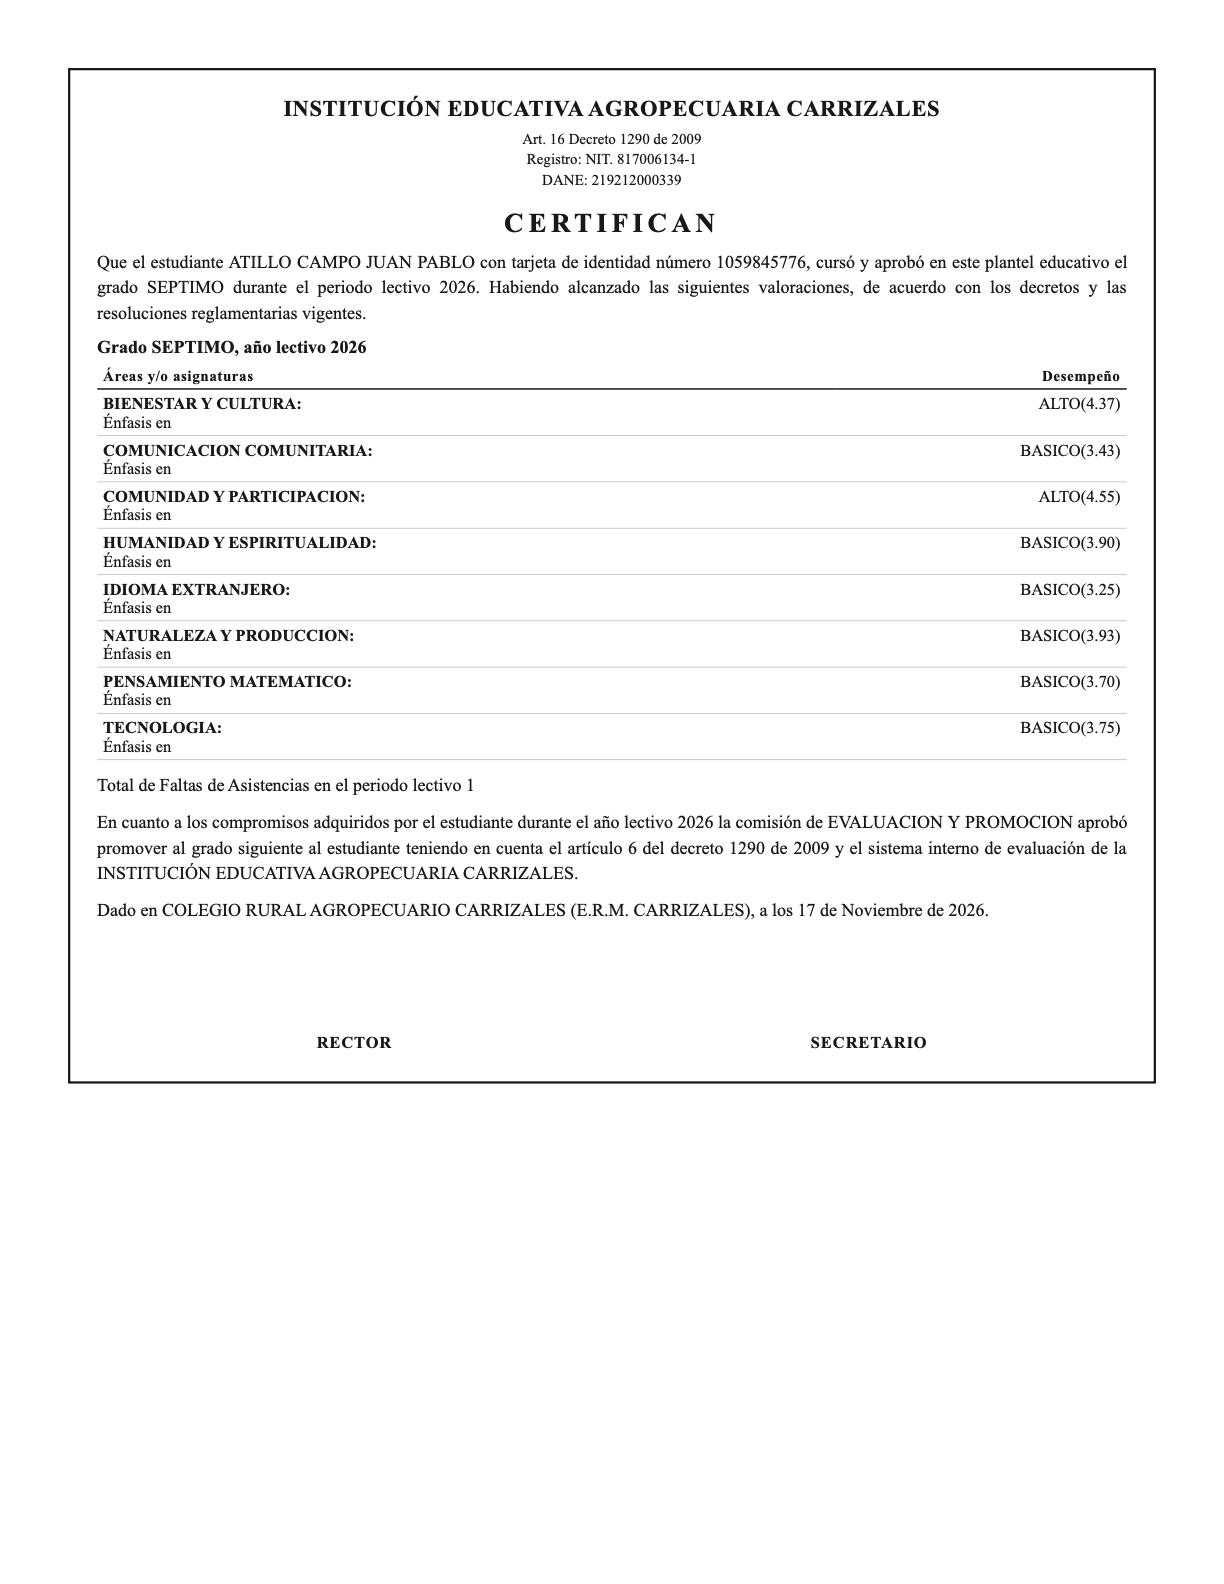 INSTITUCIÓN EDUCATIVA AGROPECUARIA CARRIZALES
Art. 16 Decreto 1290 de 2009
Registro: NIT. 817006134-1
DANE: 219212000339
CERTIFICAN
Que el estudiante ATILLO CAMPO JUAN PABLO con tarjeta de identidad número 1059845776, cursó y aprobó en este plantel educativo el
grado SEPTIMO durante el periodo lectivo 2026. Habiendo alcanzado las siguientes valoraciones, de acuerdo con los decretos y las
resoluciones reglamentarias vigentes.
Grado SEPTIMO, año lectivo 2026
Áreas y/o asignaturas Desempeño
BIENESTAR Y CULTURA: ALTO(4.37)
Énfasis en
COMUNICACION COMUNITARIA: BASICO(3.43)
Énfasis en
COMUNIDAD Y PARTICIPACION: ALTO(4.55)
Énfasis en
HUMANIDAD Y ESPIRITUALIDAD: BASICO(3.90)
Énfasis en
IDIOMA EXTRANJERO: BASICO(3.25)
Énfasis en
NATURALEZA Y PRODUCCION: BASICO(3.93)
Énfasis en
PENSAMIENTO MATEMATICO: BASICO(3.70)
Énfasis en
TECNOLOGIA: BASICO(3.75)
Énfasis en
Total de Faltas de Asistencias en el periodo lectivo 1
En cuanto a los compromisos adquiridos por el estudiante durante el año lectivo 2026 la comisión de EVALUACION Y PROMOCION aprobó
promover al grado siguiente al estudiante teniendo en cuenta el artículo 6 del decreto 1290 de 2009 y el sistema interno de evaluación de la
INSTITUCIÓN EDUCATIVA AGROPECUARIA CARRIZALES.
Dado en COLEGIO RURAL AGROPECUARIO CARRIZALES (E.R.M. CARRIZALES), a los 17 de Noviembre de 2026.
RECTOR SECRETARIO